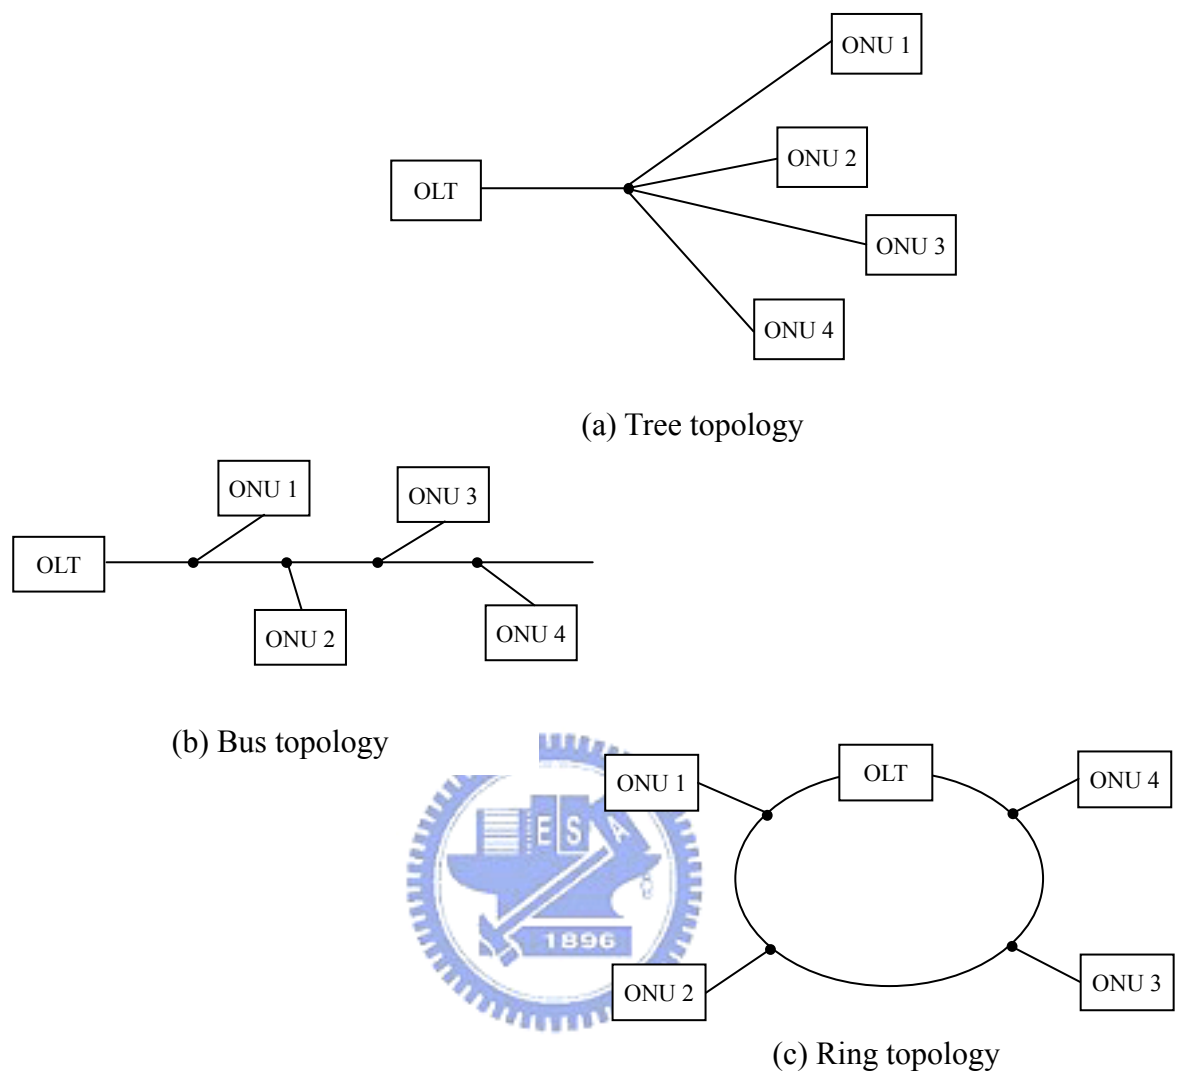 ONU 1
ONU 2
OLT
ONU 3
ONU 4
(a) Tree topology
ONU 1
ONU 3
OLT
ONU 2
ONU 4
(b) Bus topology
ONU 1
OLT
ONU 4
E S A
1896
ONU 2
ONU 3
(c) Ring topology